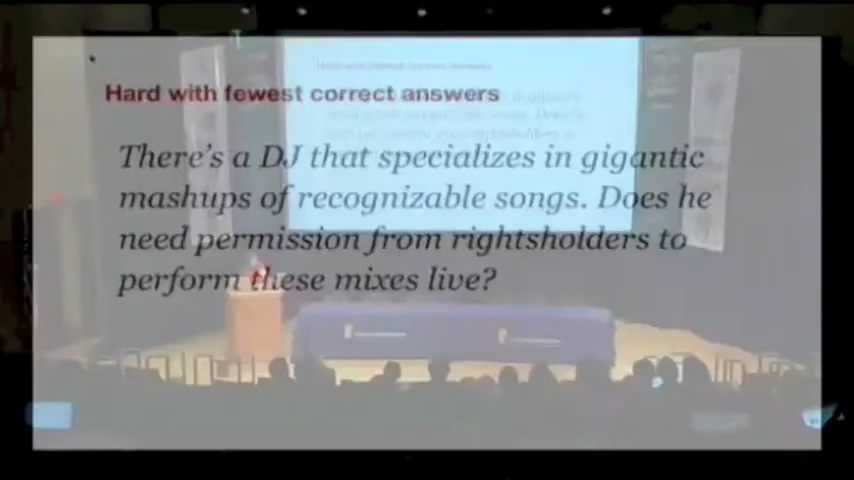 Hard with fewest correct answers
There's a DJ that specializes in gigantic
mashups of recognizable songs. Does he
need permission from rightsholders to
perform these mixes live?